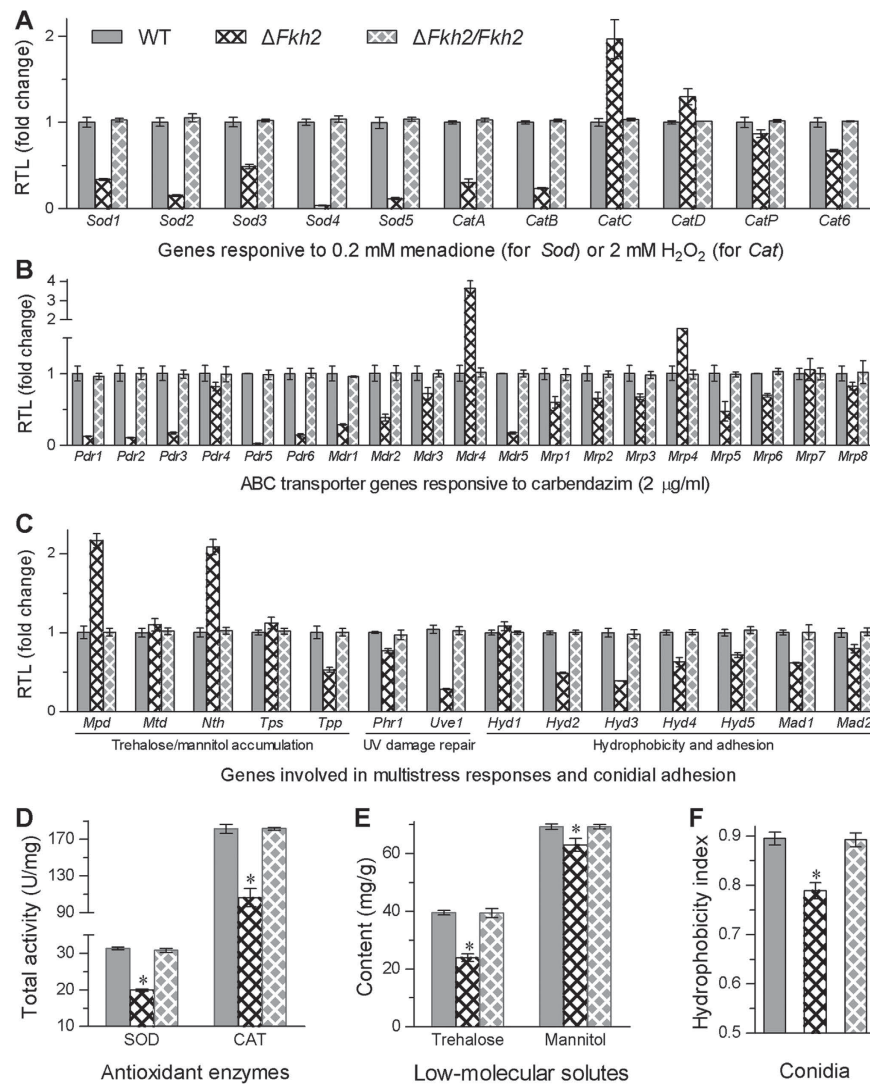 A
WT ΔFkh2 ΔFkh2/Fkh2
RTL (fold change)
2
1
0
Sod1 Sod2 Sod3 Sod4 Sod5 CatA CatB CatC CatD CatP Cat6
Genes responive to 0.2 mM menadione (for Sod) or 2 mM H₂O₂ (for Cat)
B
RTL (fold change)
4
3
2
1
0
Pdr1 Pdr2 Pdr3 Pdr4 Pdr5 Pdr6 Mdr1 Mdr2 Mdr3 Mdr4 Mdr5 Mrp1 Mrp2 Mrp3 Mrp4 Mrp5 Mrp6 Mrp7 Mrp8
ABC transporter genes responsive to carbendazim (2 μg/ml)
C
RTL (fold change)
2
1
0
Mpd Mtd Nth Tps Tpp Phr1 Uve1 Hyd1 Hyd2 Hyd3 Hyd4 Hyd5 Mad1 Mad2
Trehalose/mannitol accumulation UV damage repair Hydrophobicity and adhesion
Genes involved in multistress responses and conidial adhesion
D
Total activity (U/mg)
170
130
90
30
20
10
* *
SOD CAT
Antioxidant enzymes
E
Content (mg/g)
60
40
20
0
* *
Trehalose Mannitol
Low-molecular solutes
F
Hydrophobicity index
0.9
0.8
0.7
0.6
0.5
*
Conidia